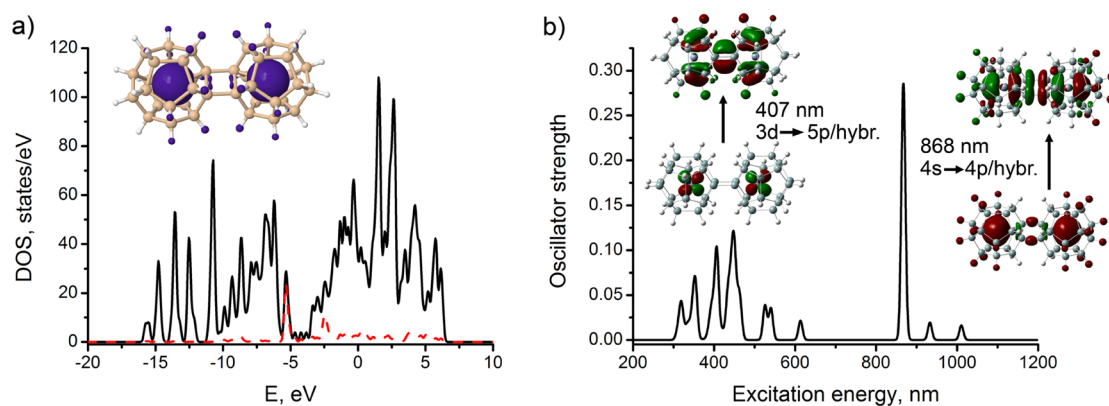 a)
120
100
80
60
40
20
0
DOS, states/eV
-20
-15
-10
-5
0
5
10
E, eV
b)
0.30
0.25
0.20
0.15
0.10
0.05
0.00
Oscillator strength
407 nm
3d→5p/hybr.
868 nm
4s→4p/hybr.
200
400
600
800
1000
1200
Excitation energy, nm